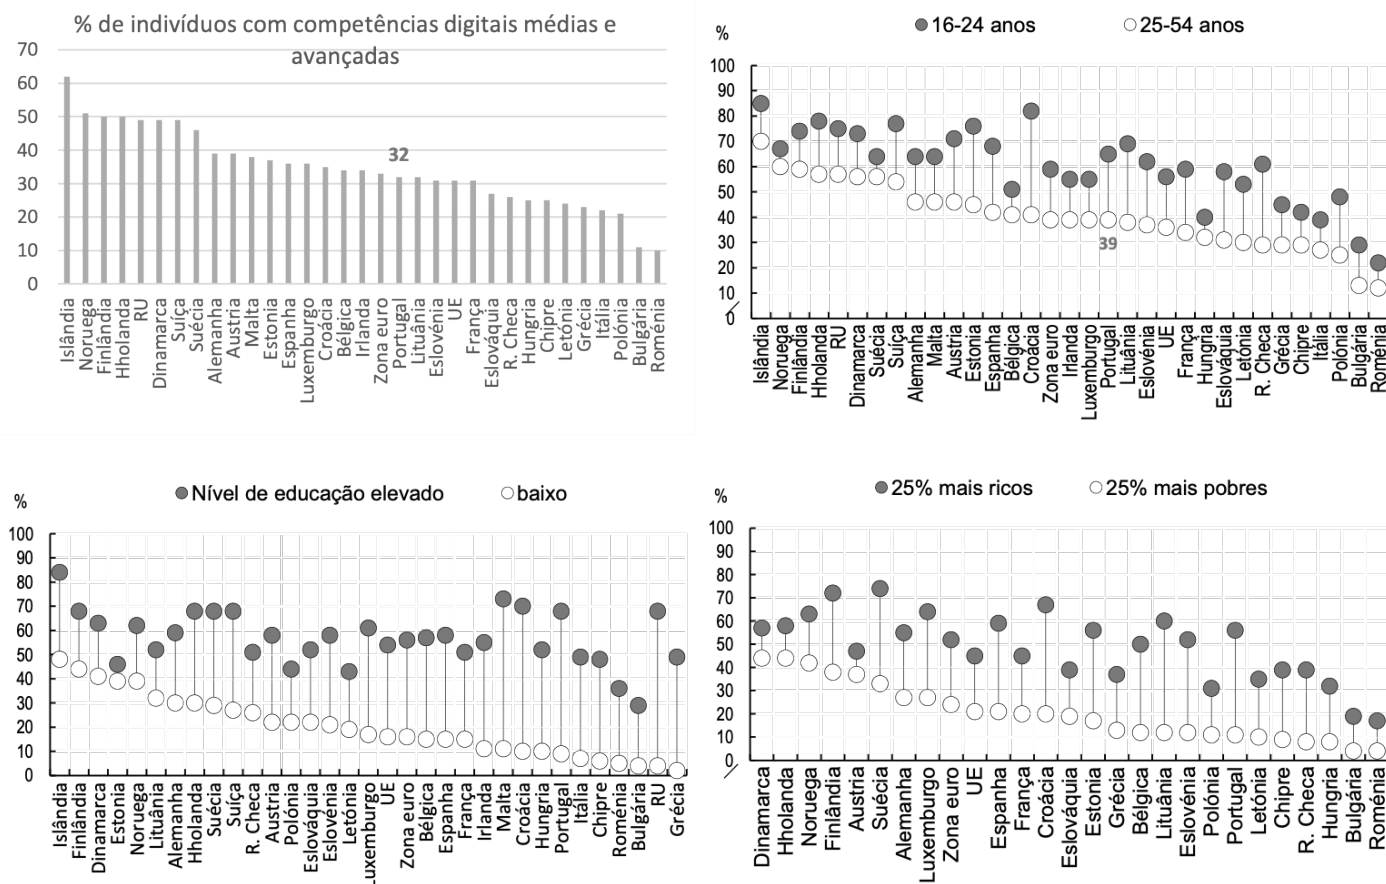 % de indivíduos com competências digitais médias e
avançadas
70
60
50
40
30
20
10
0
32
Islândia
Noruega
Finlândia
Hholanda
RU
Dinamarca
Suíça
Suécia
Alemanha
Austria
Malta
Estonia
Espanha
Luxemburgo
Croácia
Bélgica
Irlanda
Zona euro
Portugal
Lituânia
Eslovénia
UE
França
Eslováquia
R. Checa
Hungria
Chipre
Letónia
Grécia
Itália
Polónia
Bulgária
Roménia
16-24 anos
25-54 anos
%
100
90
80
70
60
50
40
30
20
10
0
39
Islândia
Noruega
Finlândia
Hholanda
RU
Dinamarca
Suécia
Suíça
Alemanha
Malta
Austria
Estonia
Espanha
Bélgica
Croácia
Zona euro
Irlanda
Luxemburgo
Portugal
Lituânia
Eslovénia
UE
França
Hungria
Eslováquia
Letónia
R. Checa
Grécia
Chipre
Itália
Polónia
Bulgária
Roménia
%
Nível de educação elevado
baixo
100
90
80
70
60
50
40
30
20
10
0
Islândia
Finlândia
Dinamarca
Estonia
Noruega
Lituânia
Alemanha
Hholanda
Suécia
Suíça
R. Checa
Austria
Polónia
Eslováquia
Eslovénia
Letónia
Luxemburgo
UE
Zona euro
Bélgica
Espanha
França
Irlanda
Malta
Croácia
Hungria
Portugal
Itália
Chipre
Roménia
Bulgária
RU
Grécia
%
25% mais ricos
25% mais pobres
100
90
80
70
60
50
40
30
20
10
0
Dinamarca
Hholanda
Noruega
Finlândia
Austria
Suécia
Alemanha
Luxemburgo
Zona euro
UE
Espanha
França
Croácia
Eslováquia
Estonia
Grécia
Bélgica
Lituânia
Eslovénia
Polónia
Portugal
Letónia
Chipre
R. Checa
Hungria
Bulgária
Roménia